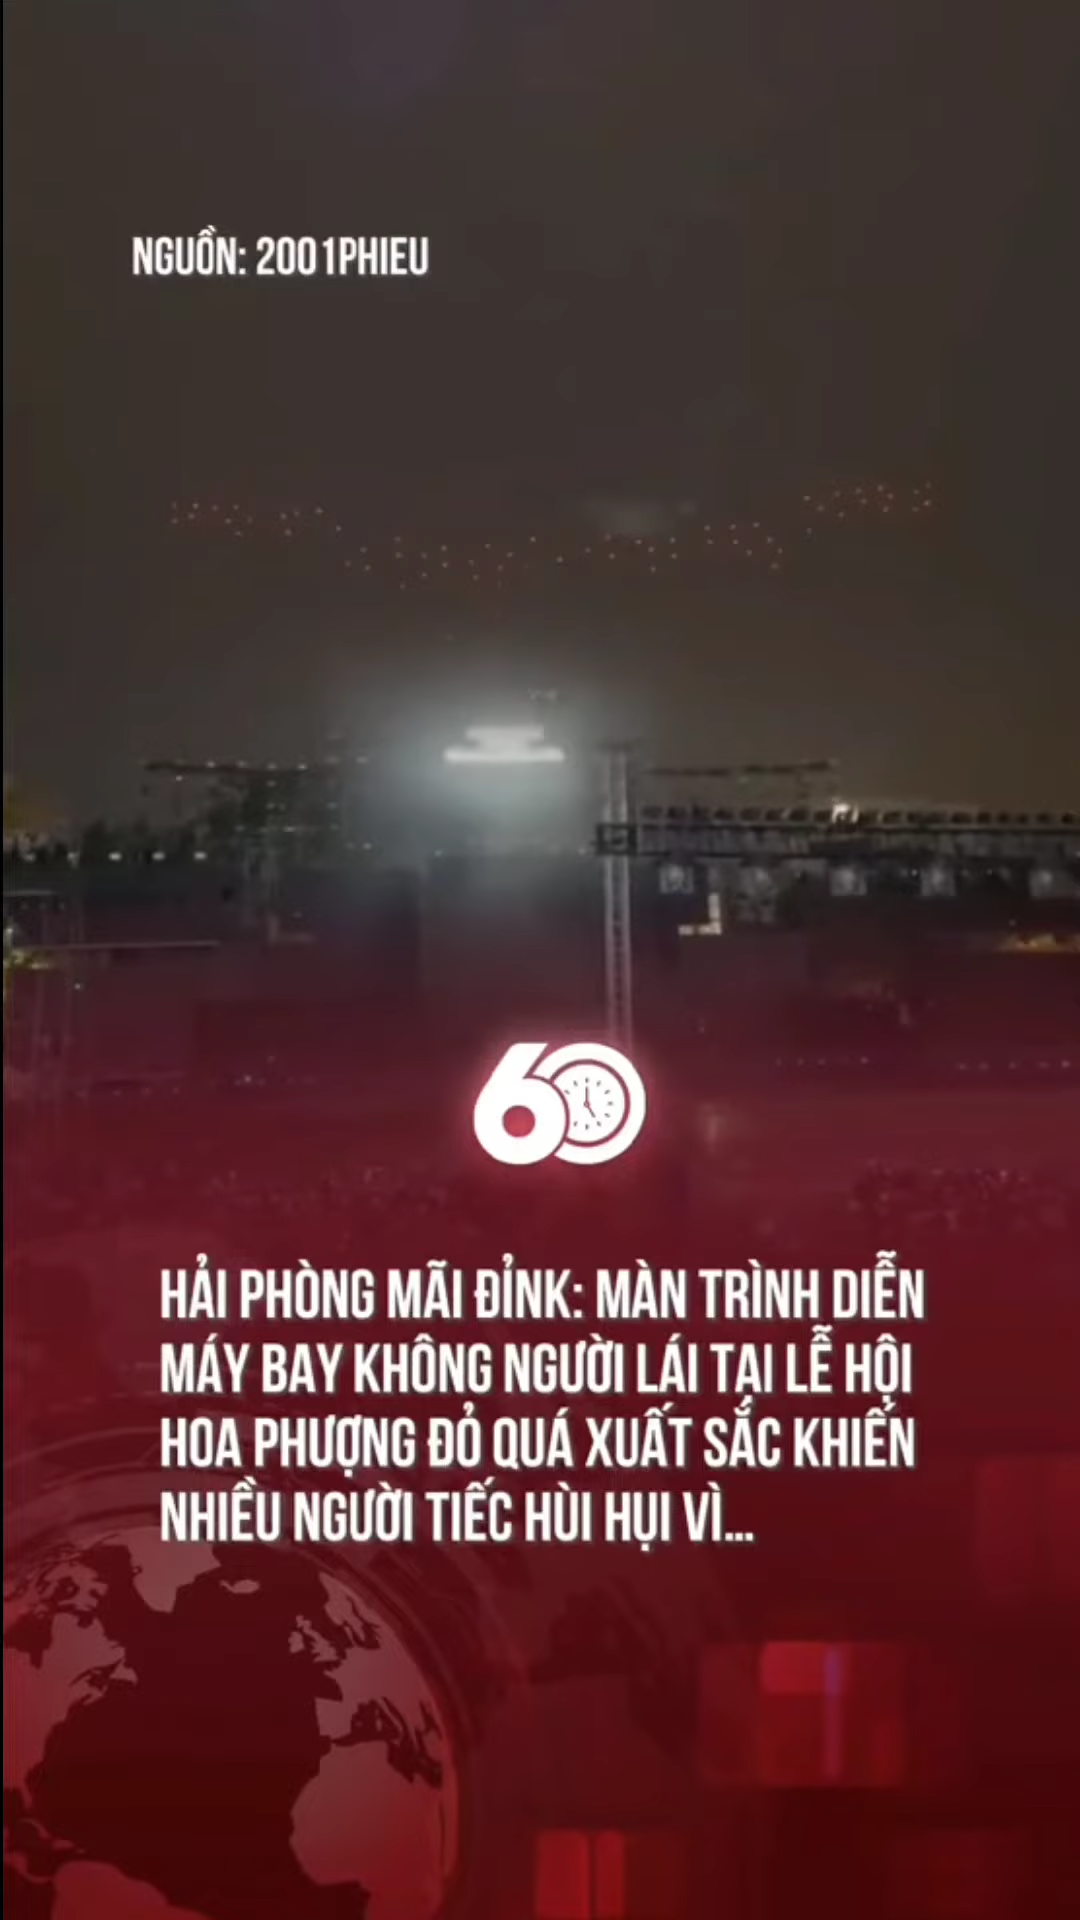 NGUỒN: 2001PHIEU
60
HẢI PHÒNG MÃI ĐỈNK: MÀN TRÌNH DIỄN
MÁY BAY KHÔNG NGƯỜI LÁI TẠI LỄ HỘI
HOA PHƯỢNG ĐỎ QUÁ XUẤT SẮC KHIẾN
NHIỀU NGƯỜI TIẾC HÙI HỤI VÌ...